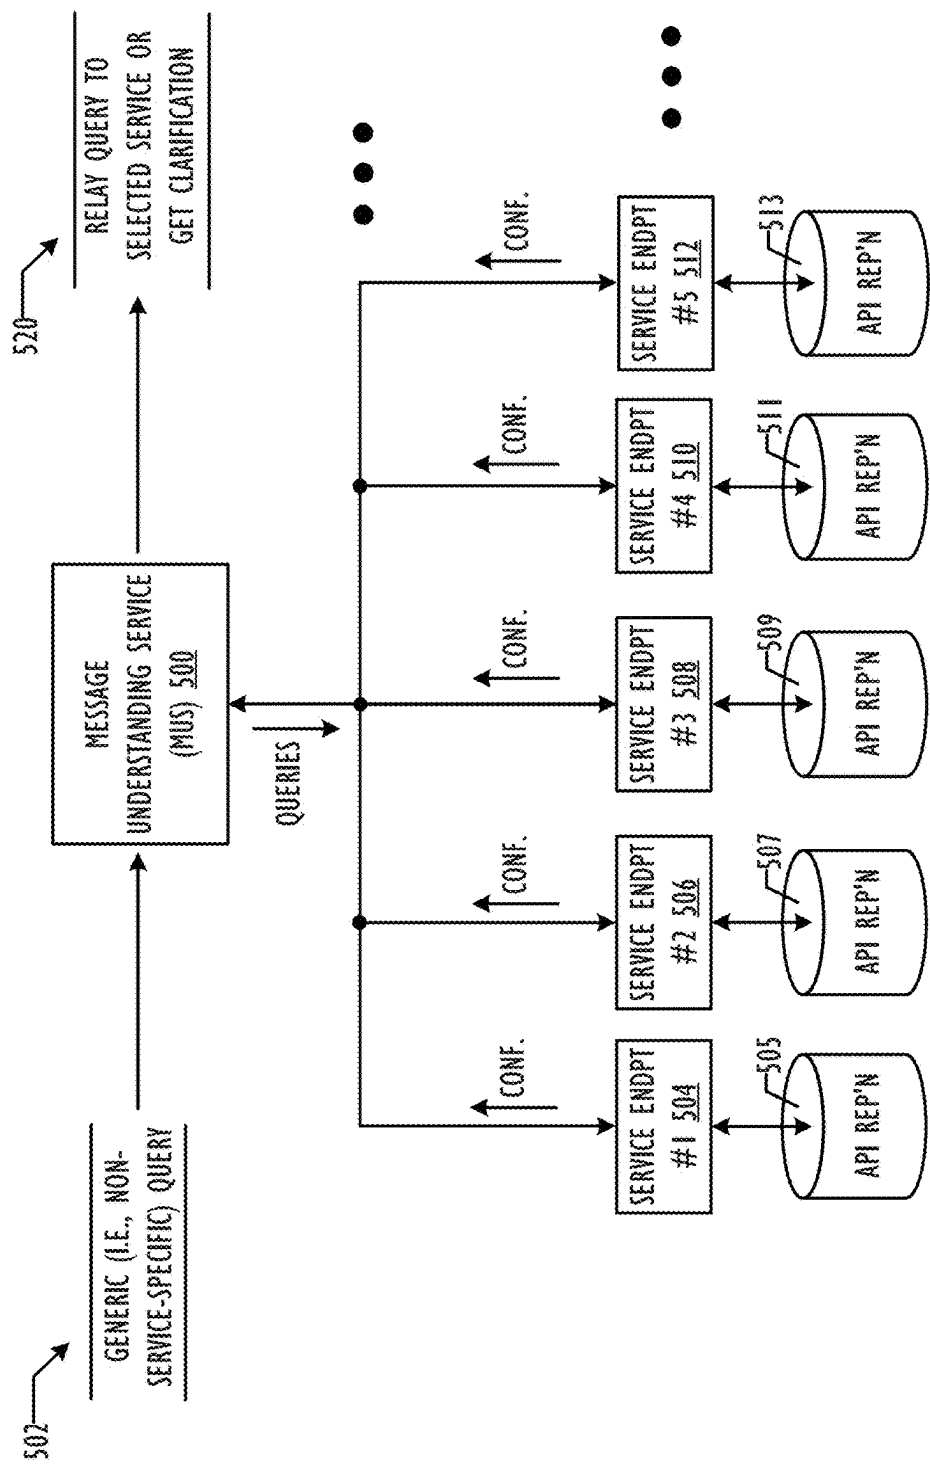 502
GENERIC (I.E., NON-
SERVICE-SPECIFIC) QUERY
MESSAGE
UNDERSTANDING SERVICE
(MUS) 500
520
RELAY QUERY TO
SELECTED SERVICE OR
GET CLARIFICATION
QUERIES
CONF.
CONF.
CONF.
CONF.
CONF.
SERVICE ENDPT
#1 504
SERVICE ENDPT
#2 506
SERVICE ENDPT
#3 508
SERVICE ENDPT
#4 510
SERVICE ENDPT
#5 512
505
API REP'N
507
API REP'N
509
API REP'N
511
API REP'N
513
API REP'N